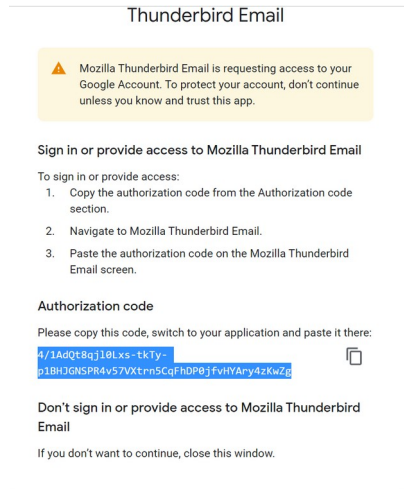 Thunderbird Email
Mozilla Thunderbird Email is requesting access to your
Google Account. To protect your account, don't continue
unless you know and trust this app.
Sign in or provide access to Mozilla Thunderbird Email
To sign in or provide access:
1. Copy the authorization code from the Authorization code
section.
2. Navigate to Mozilla Thunderbird Email.
3. Paste the authorization code on the Mozilla Thunderbird
Email screen.
Authorization code
Please copy this code, switch to your application and paste it there:
4/1AdQt8qjl0Lxs-tkTy-
p1BHJGNSPR4v57VXtrn5CqFhDP0jfvHYAry4zKwZg
Don't sign in or provide access to Mozilla Thunderbird
Email
If you don't want to continue, close this window.